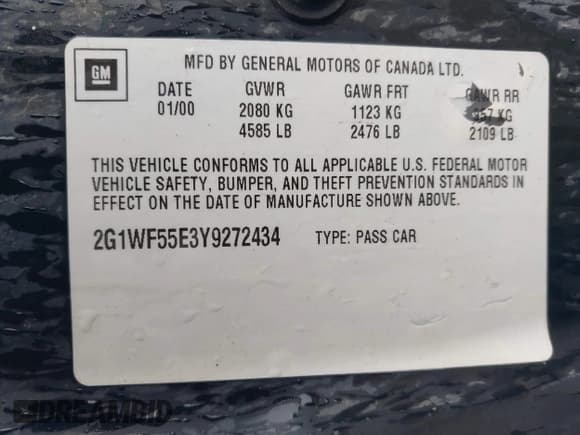 GM
MFD BY GENERAL MOTORS OF CANADA LTD.
DATE GVWR GAWR FRT GAWR RR
01/00 2080 KG 1123 KG 957 KG
4585 LB 2476 LB 2109 LB
THIS VEHICLE CONFORMS TO ALL APPLICABLE U.S. FEDERAL MOTOR
VEHICLE SAFETY, BUMPER, AND THEFT PREVENTION STANDARDS IN
EFFECT ON THE DATE OF MANUFACTURE SHOWN ABOVE.
2G1WF55E3Y9272434 TYPE: PASS CAR
DREAMBID